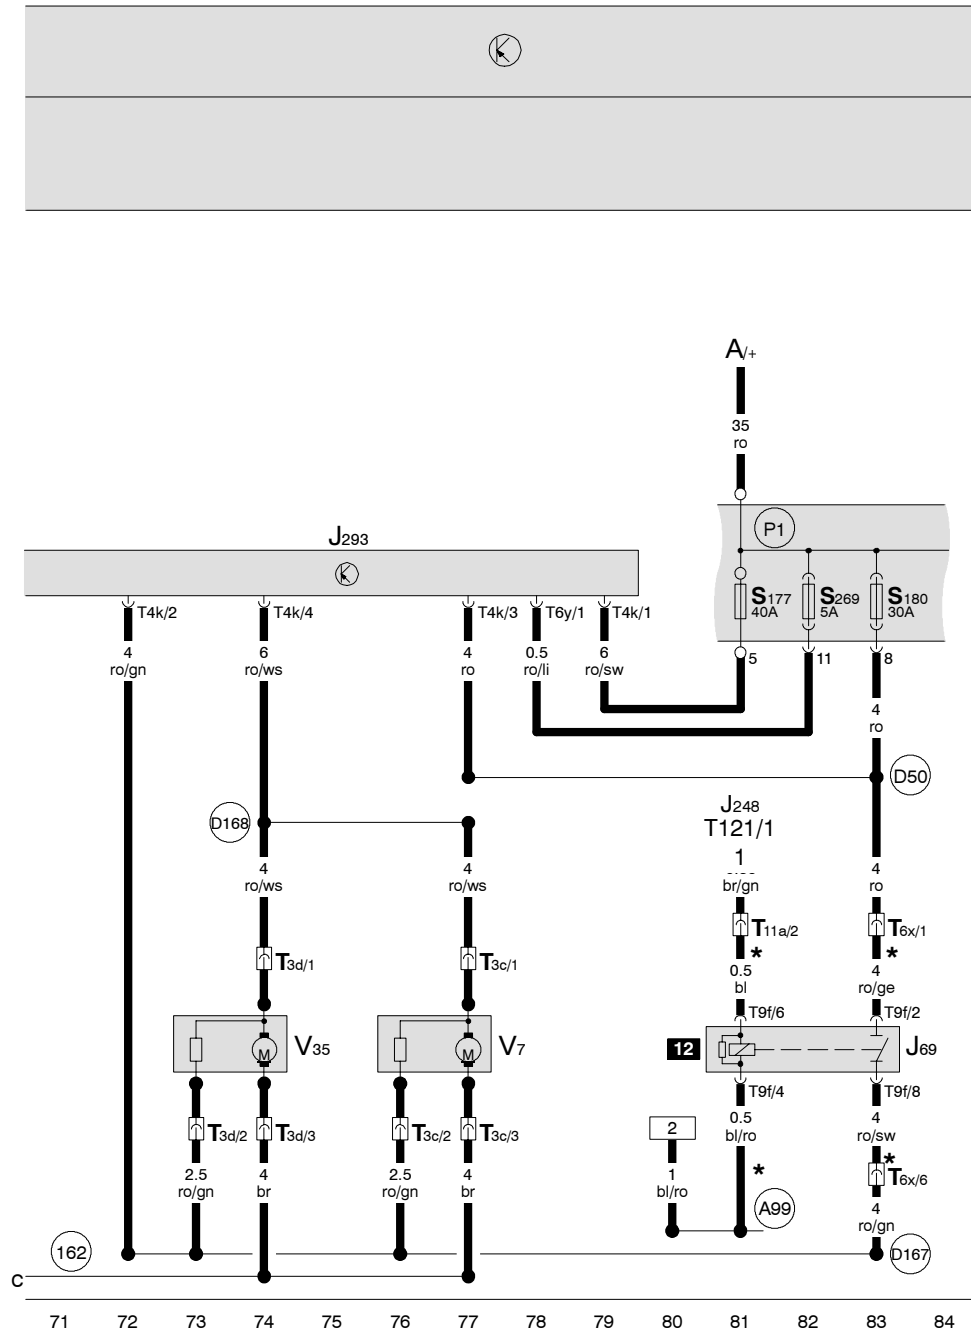 A/+
35
ro
P1
J293
S177
40A
S269
5A
S180
30A
T4k/2
T4k/4
T4k/3
T6y/1
T4k/1
5
11
8
4
ro/gn
6
ro/ws
4
ro
0.5
ro/li
6
ro/sw
4
ro
D50
D168
J248
T121/1
1
br/gn
4
ro/ws
4
ro/ws
4
ro
T11a/2
T6x/1
*
*
T3d/1
T3c/1
0.5
bl
4
ro/ge
T9f/6
T9f/2
M
V35
M
V7
12
J69
T9f/4
T9f/8
T3d/2
T3d/3
T3c/2
T3c/3
2
0.5
bl/ro
4
ro/sw
*
*
T6x/6
2.5
ro/gn
4
br
2.5
ro/gn
4
br
1
bl/ro
A99
4
ro/gn
162
D167
C
71 72 73 74 75 76 77 78 79 80 81 82 83 84